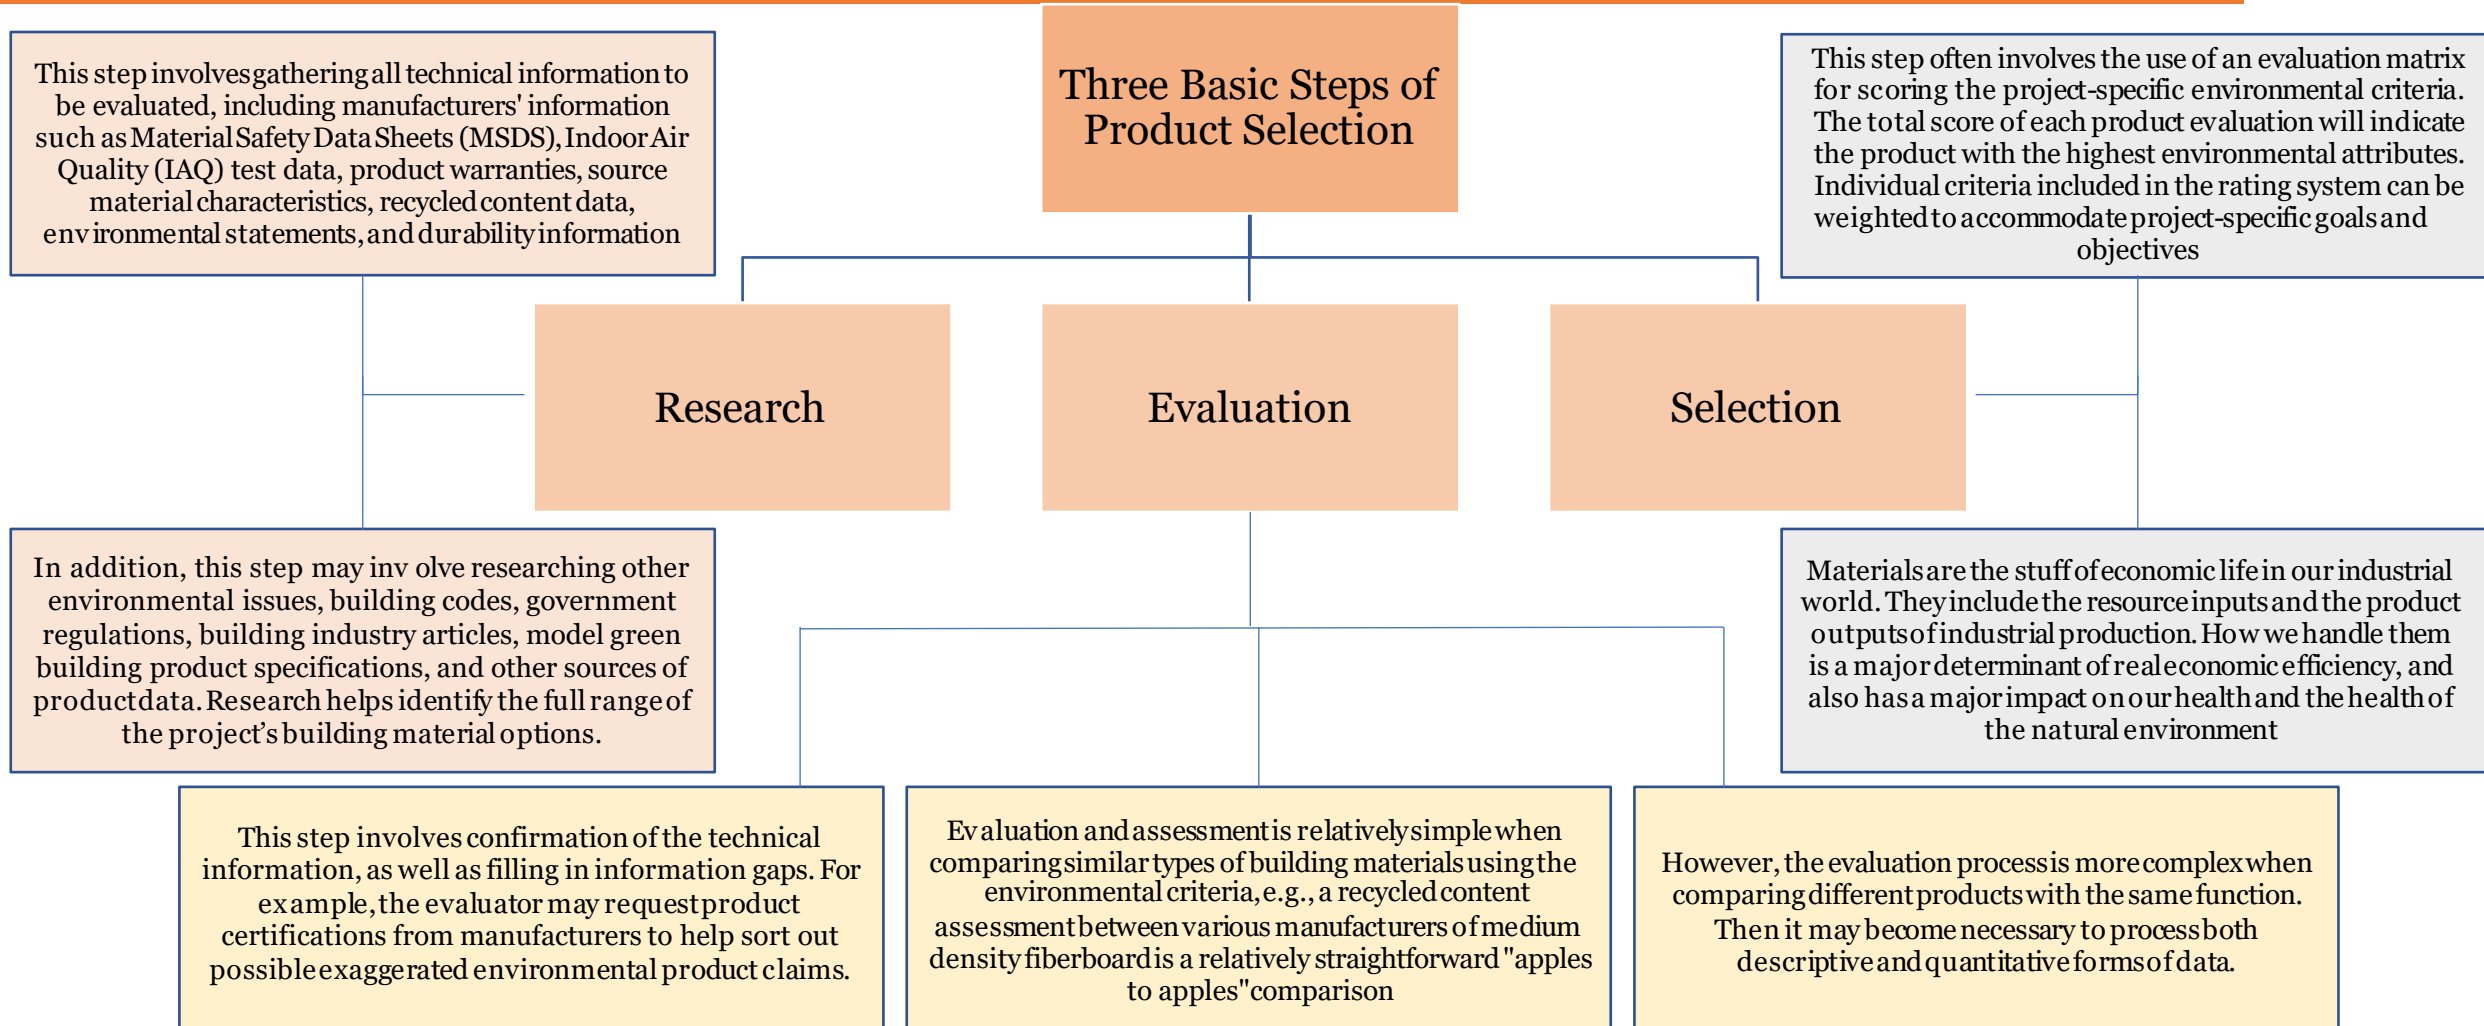 Three Basic Steps of
Product Selection
This step involves gathering all technical information to
be evaluated, including manufacturers' information
such as Material Safety Data Sheets (MSDS), Indoor Air
Quality (IAQ) test data, product warranties, source
material characteristics, recycled content data,
environmental statements, and durability information
This step often involves the use of an evaluation matrix
for scoring the project-specific environmental criteria.
The total score of each product evaluation will indicate
the product with the highest environmental attributes.
Individual criteria included in the rating system can be
weighted to accommodate project-specific goals and
objectives
Research
Evaluation
Selection
In addition, this step may inv olve researching other
environmental issues, building codes, government
regulations, building industry articles, model green
building product specifications, and other sources of
product data. Research helps identify the full range of
the project’s building material options.
Materials are the stuff of economic life in our industrial
world. They include the resource inputs and the product
outputs of industrial production. How we handle them
is a major determinant of real economic efficiency, and
also has a major impact on our health and the health of
the natural environment
This step involves confirmation of the technical
information, as well as filling in information gaps. For
example, the evaluator may request product
certifications from manufacturers to help sort out
possible exaggerated environmental product claims.
Evaluation and assessment is relatively simple when
comparing similar types of building materials using the
environmental criteria, e.g., a recycled content
assessment between various manufacturers of medium
density fiberboard is a relatively straightforward "apples
to apples" comparison
However, the evaluation process is more complex when
comparing different products with the same function.
Then it may become necessary to process both
descriptive and quantitative forms of data.